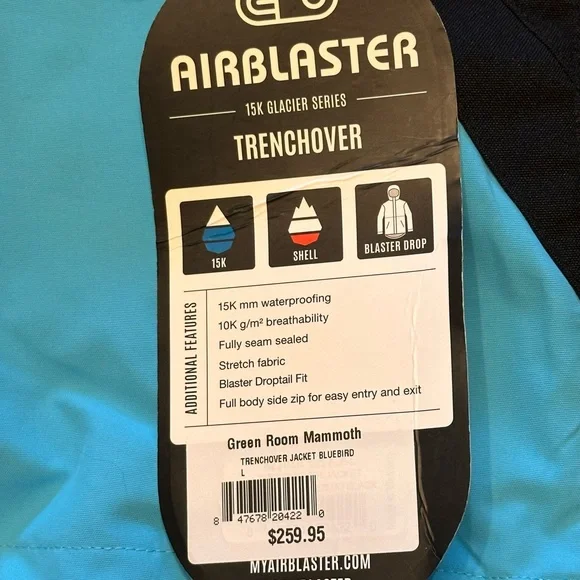 AIRBLASTER
15K GLACIER SERIES
TRENCHOVER
15K
SHELL
BLASTER DROP
ADDITIONAL FEATURES
15K mm waterproofing
10K g/m² breathability
Fully seam sealed
Stretch fabric
Blaster Droptail Fit
Full body side zip for easy entry and exit
Green Room Mammoth
TRENCHOVER JACKET BLUEBIRD
L
8 47678 20422 0
$259.95
MYAIRBLASTER.COM